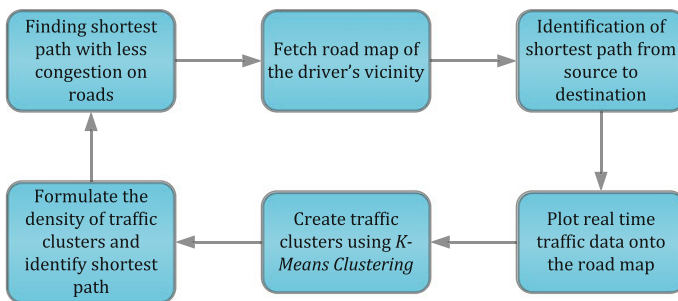 Finding shortest
path with less
congestion on
roads
Fetch road map of
the driver's vicinity
Identification of
shortest path from
source to
destination
Formulate the
density of traffic
clusters and
identify shortest
path
Create traffic
clusters using K-
Means Clustering
Plot real time
traffic data onto
the road map